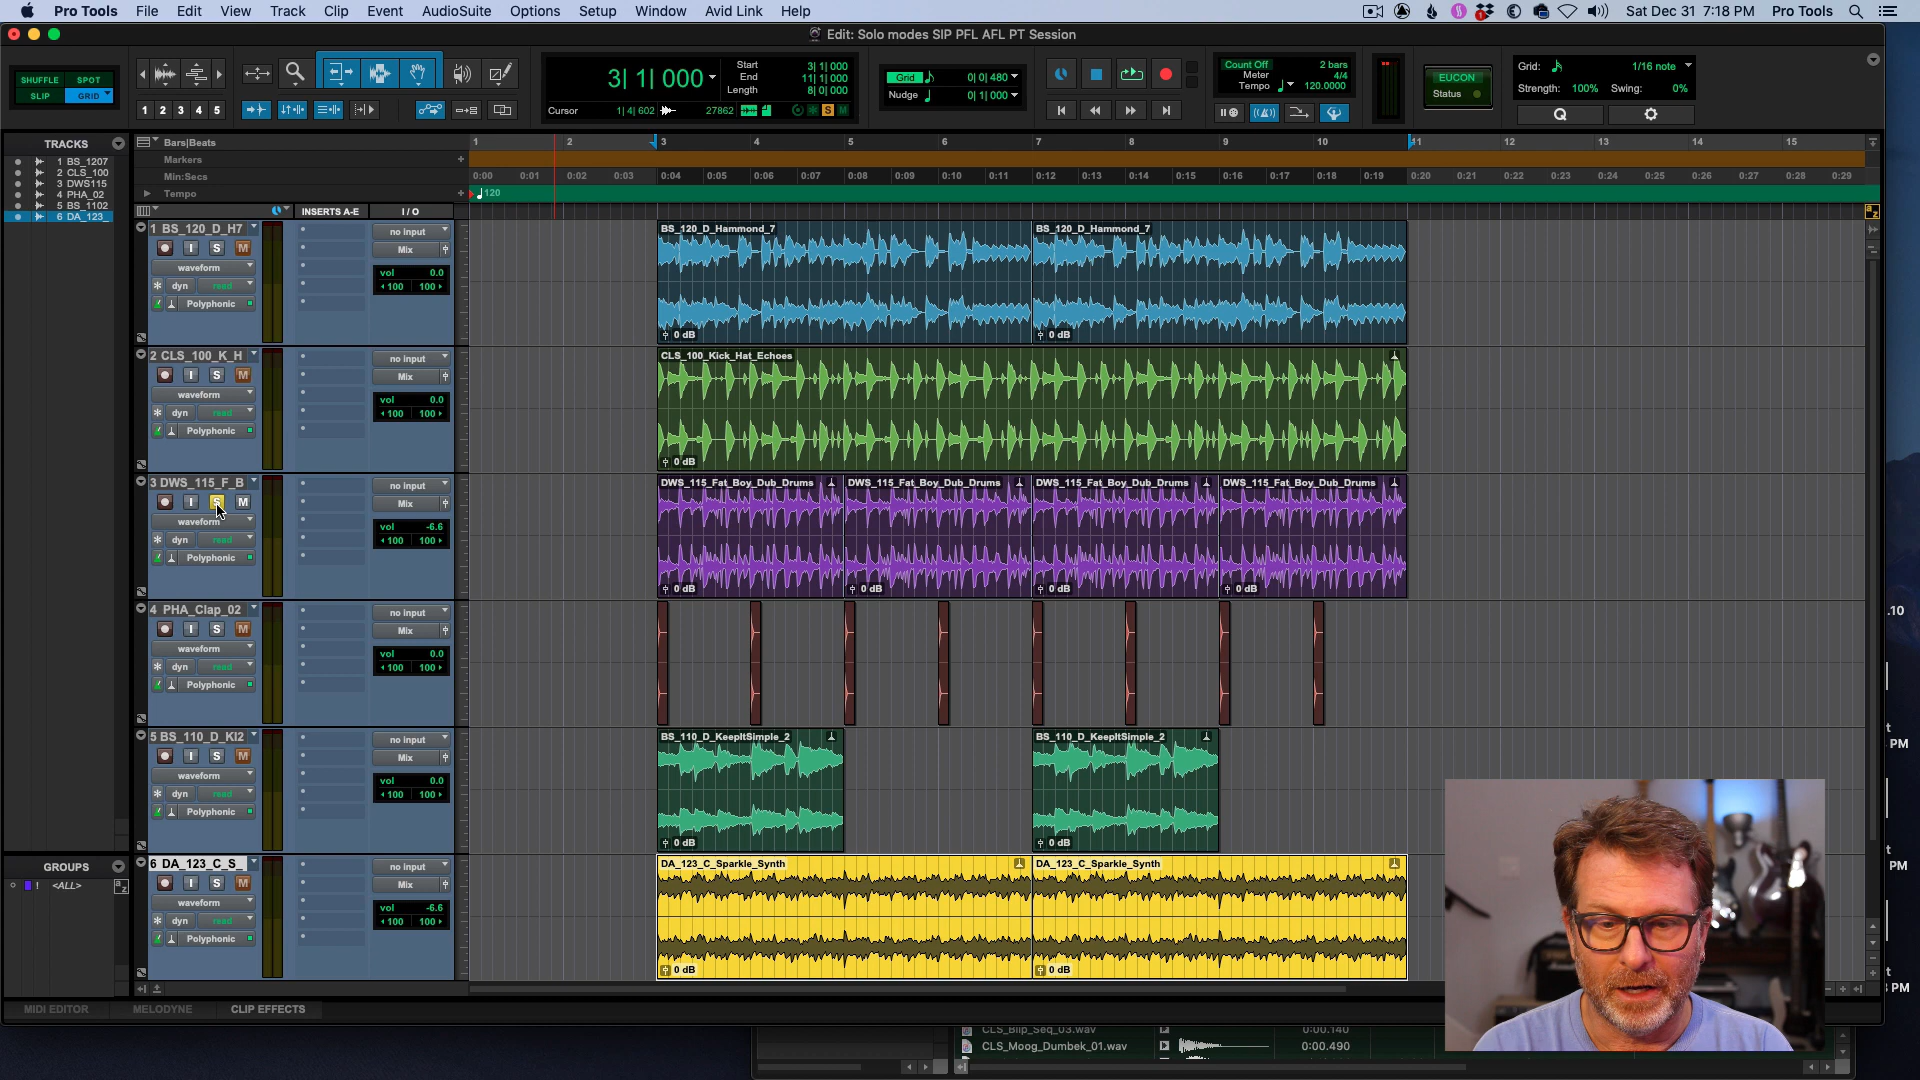 Pro Tools File Edit View Track Clip Event AudioSuite Options Setup Window Avid Link Help
Sat Dec 31 7:18 PM Pro Tools
Edit: Solo modes SIP PFL AFL PT Session
SHUFFLE SPOT
SLIP GRID
1 2 3 4 5
3| 1| 000
Start 3| 1| 000
End 11| 1| 000
Length 8| 0| 000
Cursor 1| 4| 602 27862 S M
Grid 0| 0| 480
Nudge 0| 1| 000
Count Off 2 bars
Meter 4/4
Tempo 120.0000
EUCON
Status
Grid: 1/16 note
Strength: 100% Swing: 0%
Q
TRACKS
1 BS_1207
2 CLS_100
3 DWS115
4 PHA_02
5 BS_1102
6 DA_123_
GROUPS
! <ALL>
Bars|Beats 1 2 3 4 5 6 7 8 9 10 11 12 13 14 15
Markers
Min:Secs 0:00 0:01 0:02 0:03 0:04 0:05 0:06 0:07 0:08 0:09 0:10 0:11 0:12 0:13 0:14 0:15 0:16 0:17 0:18 0:19 0:20 0:21 0:22 0:23 0:24 0:25 0:26 0:27 0:28 0:29
Tempo 120
INSERTS A-E I / O
1 BS_120_D_H7
I S M
waveform
dyn read
Polyphonic
no input
Mix
vol 0.0
100 100
BS_120_D_Hammond_7 BS_120_D_Hammond_7
0 dB 0 dB
2 CLS_100_K_H
I S M
waveform
dyn read
Polyphonic
no input
Mix
vol 0.0
100 100
CLS_100_Kick_Hat_Echoes
0 dB
3 DWS_115_F_B
I S M
waveform
dyn read
Polyphonic
no input
Mix
vol -6.6
100 100
DWS_115_Fat_Boy_Dub_Drums DWS_115_Fat_Boy_Dub_Drums DWS_115_Fat_Boy_Dub_Drums DWS_115_Fat_Boy_Dub_Drums
0 dB 0 dB 0 dB 0 dB
4 PHA_Clap_02
I S M
waveform
dyn read
Polyphonic
no input
Mix
vol 0.0
100 100
5 BS_110_D_KI2
I S M
waveform
dyn read
Polyphonic
no input
Mix
vol 0.0
100 100
BS_110_D_KeepItSimple_2 BS_110_D_KeepItSimple_2
0 dB 0 dB
6 DA_123_C_S
I S M
waveform
dyn read
Polyphonic
no input
Mix
vol -6.6
100 100
DA_123_C_Sparkle_Synth DA_123_C_Sparkle_Synth
0 dB 0 dB
MIDI EDITOR MELODYNE CLIP EFFECTS
CLS_Blip_Seq_03.wav 0:00.140
CLS_Moog_Dumbek_01.wav 0:00.490
.10
t
PM
t
PM
t
PM